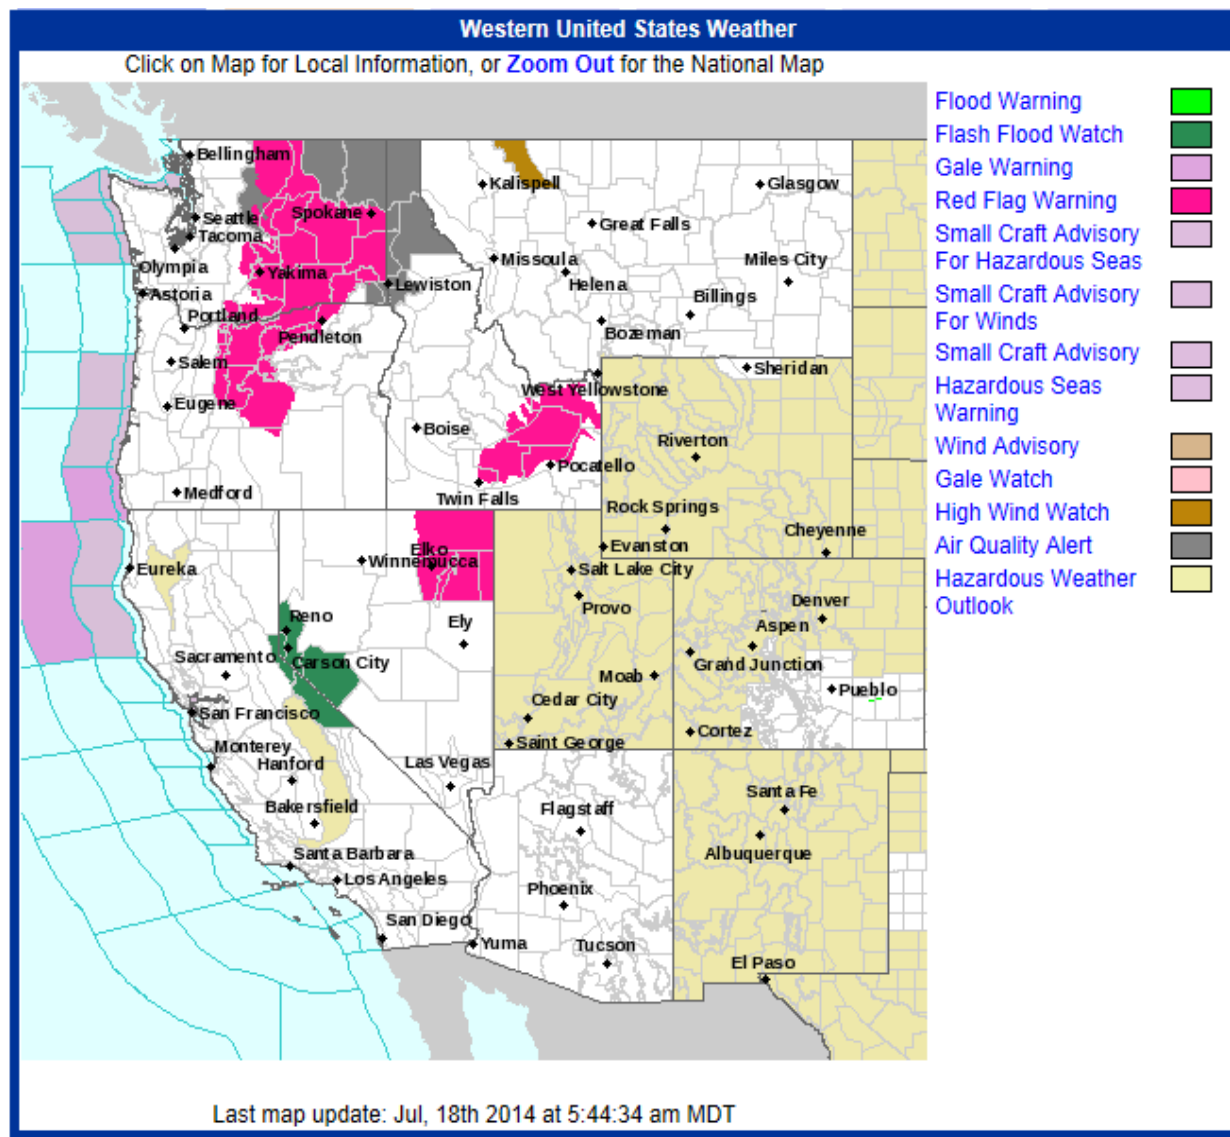 Western United States Weather
Click on Map for Local Information, or Zoom Out for the National Map
Flood Warning
Flash Flood Watch
Gale Warning
Red Flag Warning
Small Craft Advisory
For Hazardous Seas
Small Craft Advisory
For Winds
Small Craft Advisory
Hazardous Seas
Warning
Wind Advisory
Gale Watch
High Wind Watch
Air Quality Alert
Hazardous Weather
Outlook
Bellingham
Kalispell
Glasgow
Seattle
Spokane
Tacoma
Great Falls
Olympia
Yakima
Missoula
Helena
Miles City
Astoria
Lewiston
Billings
Portland
Pendleton
Bozeman
Salem
Sheridan
West Yellowstone
Eugene
Boise
Riverton
Pocatello
Medford
Twin Falls
Rock Springs
Cheyenne
Elko
Evanston
Winnemucca
Eureka
Salt Lake City
Provo
Denver
Reno
Ely
Aspen
Sacramento
Carson City
Grand Junction
Moab
Pueblo
Cedar City
San Francisco
Cortez
Saint George
Monterey
Hanford
Las Vegas
Santa Fe
Bakersfield
Flagstaff
Albuquerque
Santa Barbara
Los Angeles
Phoenix
San Diego
Yuma
Tucson
El Paso
Last map update: Jul, 18th 2014 at 5:44:34 am MDT